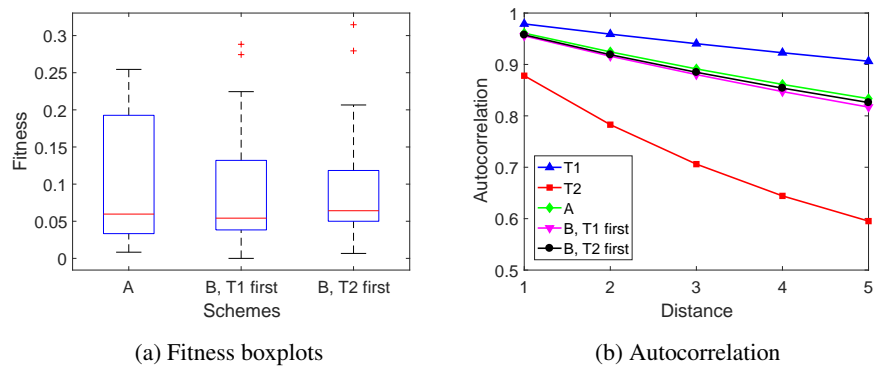 Fitness
0.3
0.25
0.2
0.15
0.1
0.05
0
A
B, T1 first
B, T2 first
Schemes
(a) Fitness boxplots
Autocorrelation
1
0.9
0.8
0.7
0.6
0.5
T1
T2
A
B, T1 first
B, T2 first
1
2
3
4
5
Distance
(b) Autocorrelation